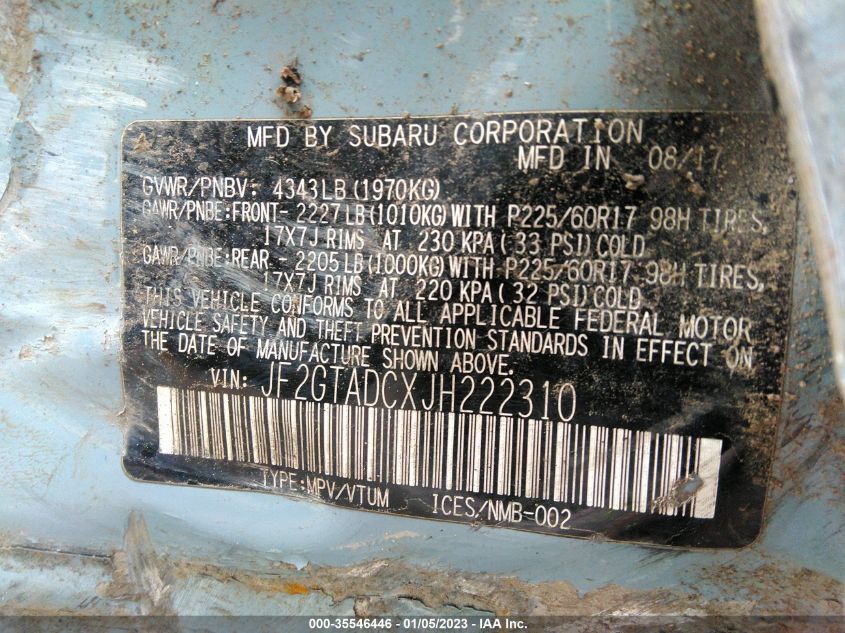 MFD BY SUBARU CORPORATION
MFD IN 08/17
GVWR/PNBV: 4343LB(1970KG)
GAWR/PNBE:FRONT- 2227LB(1010KG)WITH P225/60R17 98H TIRES,
17X7J RIMS AT 230 KPA(33 PSI)COLD
GAWR/PNBE:REAR - 2205LB(1000KG)WITH P225/60R17 98H TIRES,
17X7J RIMS AT 220 KPA(32 PSI)COLD
THIS VEHICLE CONFORMS TO ALL APPLICABLE FEDERAL MOTOR
VEHICLE SAFETY AND THEFT PREVENTION STANDARDS IN EFFECT ON
THE DATE OF MANUFACTURE SHOWN ABOVE.
VIN: JF2GTADCXJH222310
TYPE:MPV/VTUM ICES/NMB-002
000-35546446 - 01/05/2023 - IAA Inc.